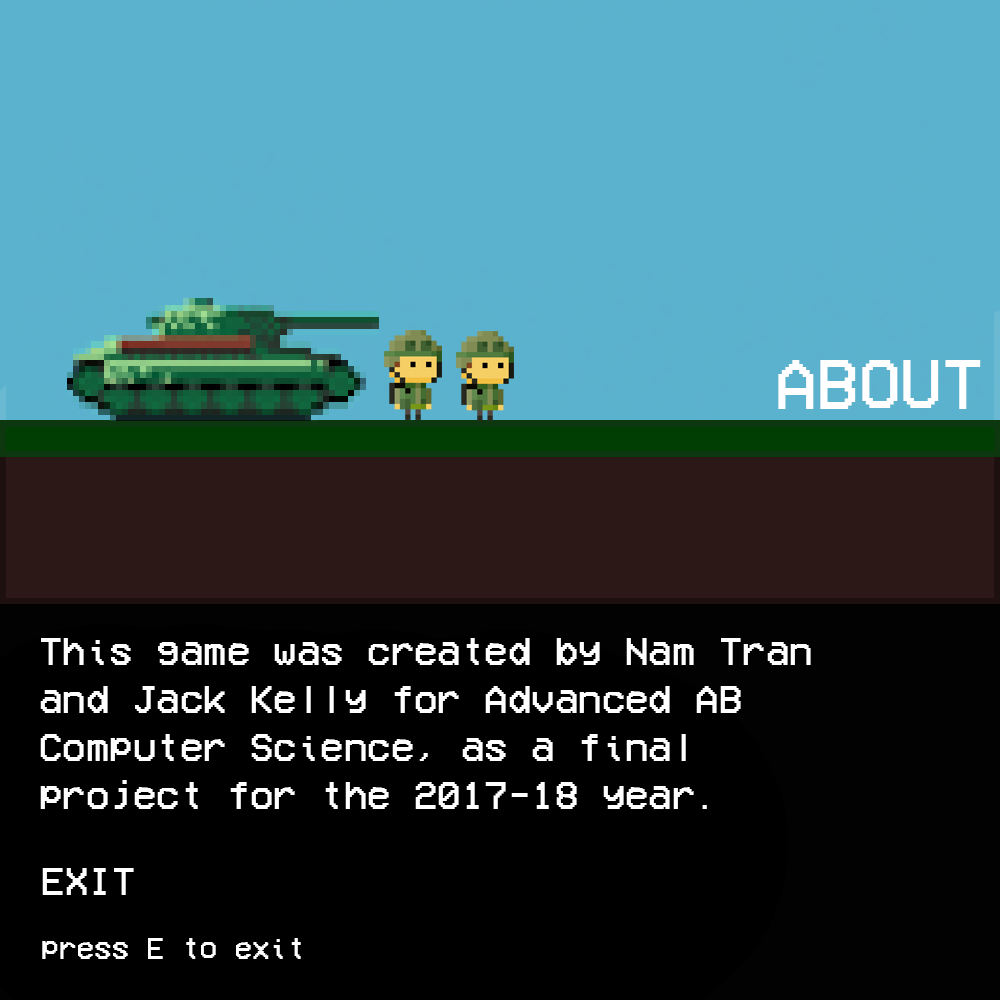 ABOUT
This game was created by Nam Tran
and Jack Kelly for Advanced AB
Computer Science, as a final
project for the 2017-18 year.
EXIT
press E to exit